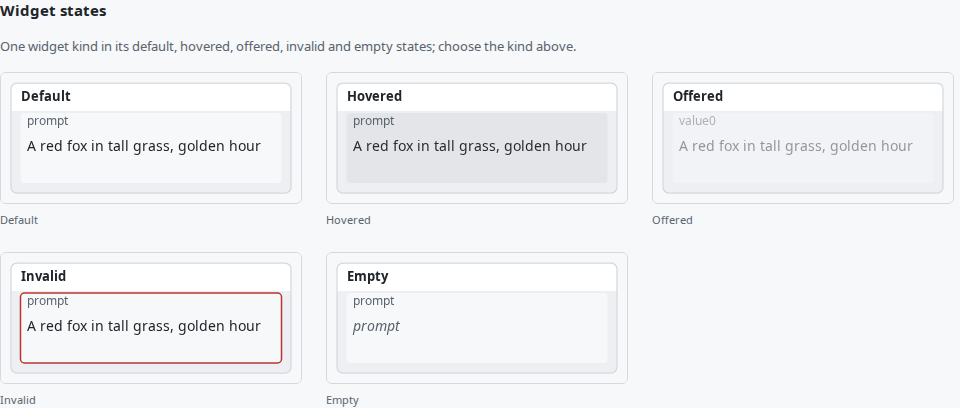 Widget states
One widget kind in its default, hovered, offered, invalid and empty states; choose the kind above.
Default
prompt
A red fox in tall grass, golden hour
Default
Hovered
prompt
A red fox in tall grass, golden hour
Hovered
Offered
value0
A red fox in tall grass, golden hour
Offered
Invalid
prompt
A red fox in tall grass, golden hour
Invalid
Empty
prompt
prompt
Empty